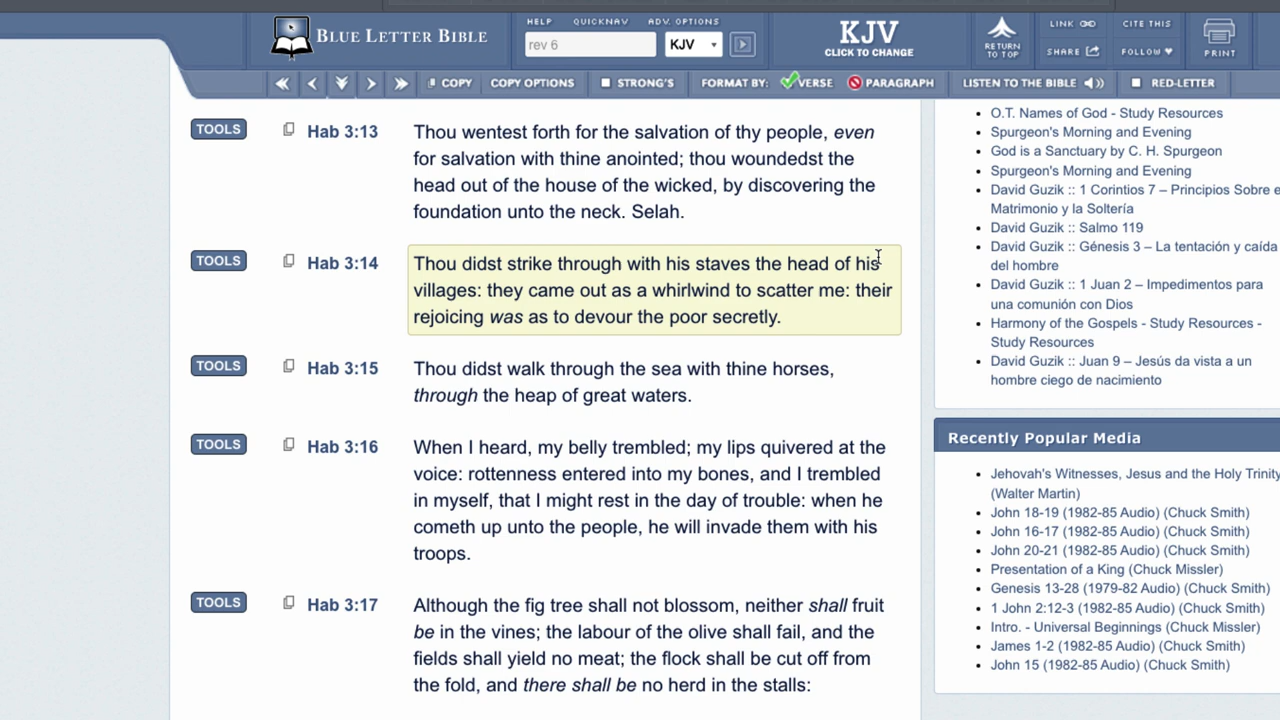 BLUE LETTER BIBLE
HELP QUICKNAV ADV. OPTIONS
rev 6 KJV
KJV
CLICK TO CHANGE
RETURN
TO TOP
LINK CITE THIS
SHARE FOLLOW
PRINT
COPY COPY OPTIONS STRONG'S FORMAT BY: VERSE PARAGRAPH LISTEN TO THE BIBLE RED-LETTER
TOOLS Hab 3:13 Thou wentest forth for the salvation of thy people, even
for salvation with thine anointed; thou woundedst the
head out of the house of the wicked, by discovering the
foundation unto the neck. Selah.
TOOLS Hab 3:14 Thou didst strike through with his staves the head of his
villages: they came out as a whirlwind to scatter me: their
rejoicing was as to devour the poor secretly.
TOOLS Hab 3:15 Thou didst walk through the sea with thine horses,
through the heap of great waters.
TOOLS Hab 3:16 When I heard, my belly trembled; my lips quivered at the
voice: rottenness entered into my bones, and I trembled
in myself, that I might rest in the day of trouble: when he
cometh up unto the people, he will invade them with his
troops.
TOOLS Hab 3:17 Although the fig tree shall not blossom, neither shall fruit
be in the vines; the labour of the olive shall fail, and the
fields shall yield no meat; the flock shall be cut off from
the fold, and there shall be no herd in the stalls:
O.T. Names of God - Study Resources
Spurgeon's Morning and Evening
God is a Sanctuary by C. H. Spurgeon
Spurgeon's Morning and Evening
David Guzik :: 1 Corintios 7 – Principios Sobre e
Matrimonio y la Soltería
David Guzik :: Salmo 119
David Guzik :: Génesis 3 – La tentación y caída
del hombre
David Guzik :: 1 Juan 2 – Impedimentos para
una comunión con Dios
Harmony of the Gospels - Study Resources -
Study Resources
David Guzik :: Juan 9 – Jesús da vista a un
hombre ciego de nacimiento
Recently Popular Media
Jehovah's Witnesses, Jesus and the Holy Trinity
(Walter Martin)
John 18-19 (1982-85 Audio) (Chuck Smith)
John 16-17 (1982-85 Audio) (Chuck Smith)
John 20-21 (1982-85 Audio) (Chuck Smith)
Presentation of a King (Chuck Missler)
Genesis 13-28 (1979-82 Audio) (Chuck Smith)
1 John 2:12-3 (1982-85 Audio) (Chuck Smith)
Intro. - Universal Beginnings (Chuck Missler)
James 1-2 (1982-85 Audio) (Chuck Smith)
John 15 (1982-85 Audio) (Chuck Smith)